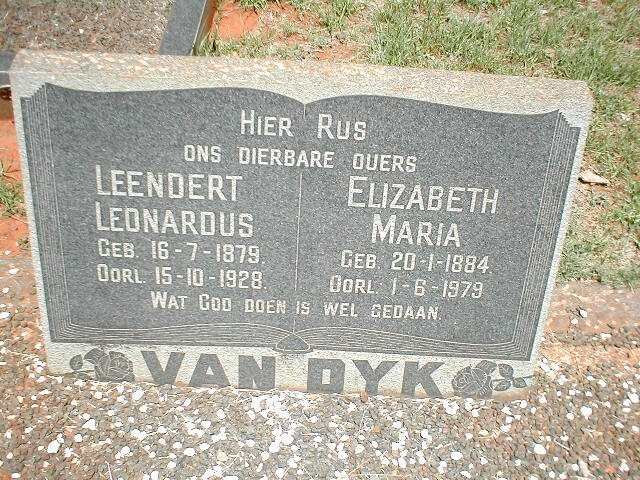 HIER RUS
ONS DIERBARE OUERS
LEENDERT
LEONARDUS
GEB. 16-7-1879.
OORL. 15-10-1928.
ELIZABETH
MARIA
GEB. 20-1-1884.
OORL. 1-6-1979
WAT GOD DOEN IS WEL GEDAAN.
VAN DYK